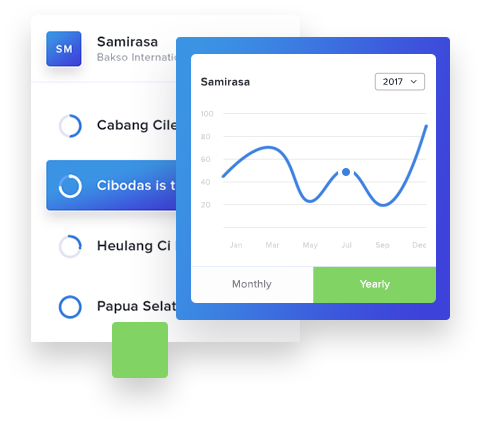 SM
Samirasa
Bakso Internatio
Cabang Cile
Cibodas is t
Heulang Ci
Papua Selat
Samirasa
2017
100
80
60
40
20
Jan Mar May Jul Sep Dec
Monthly Yearly